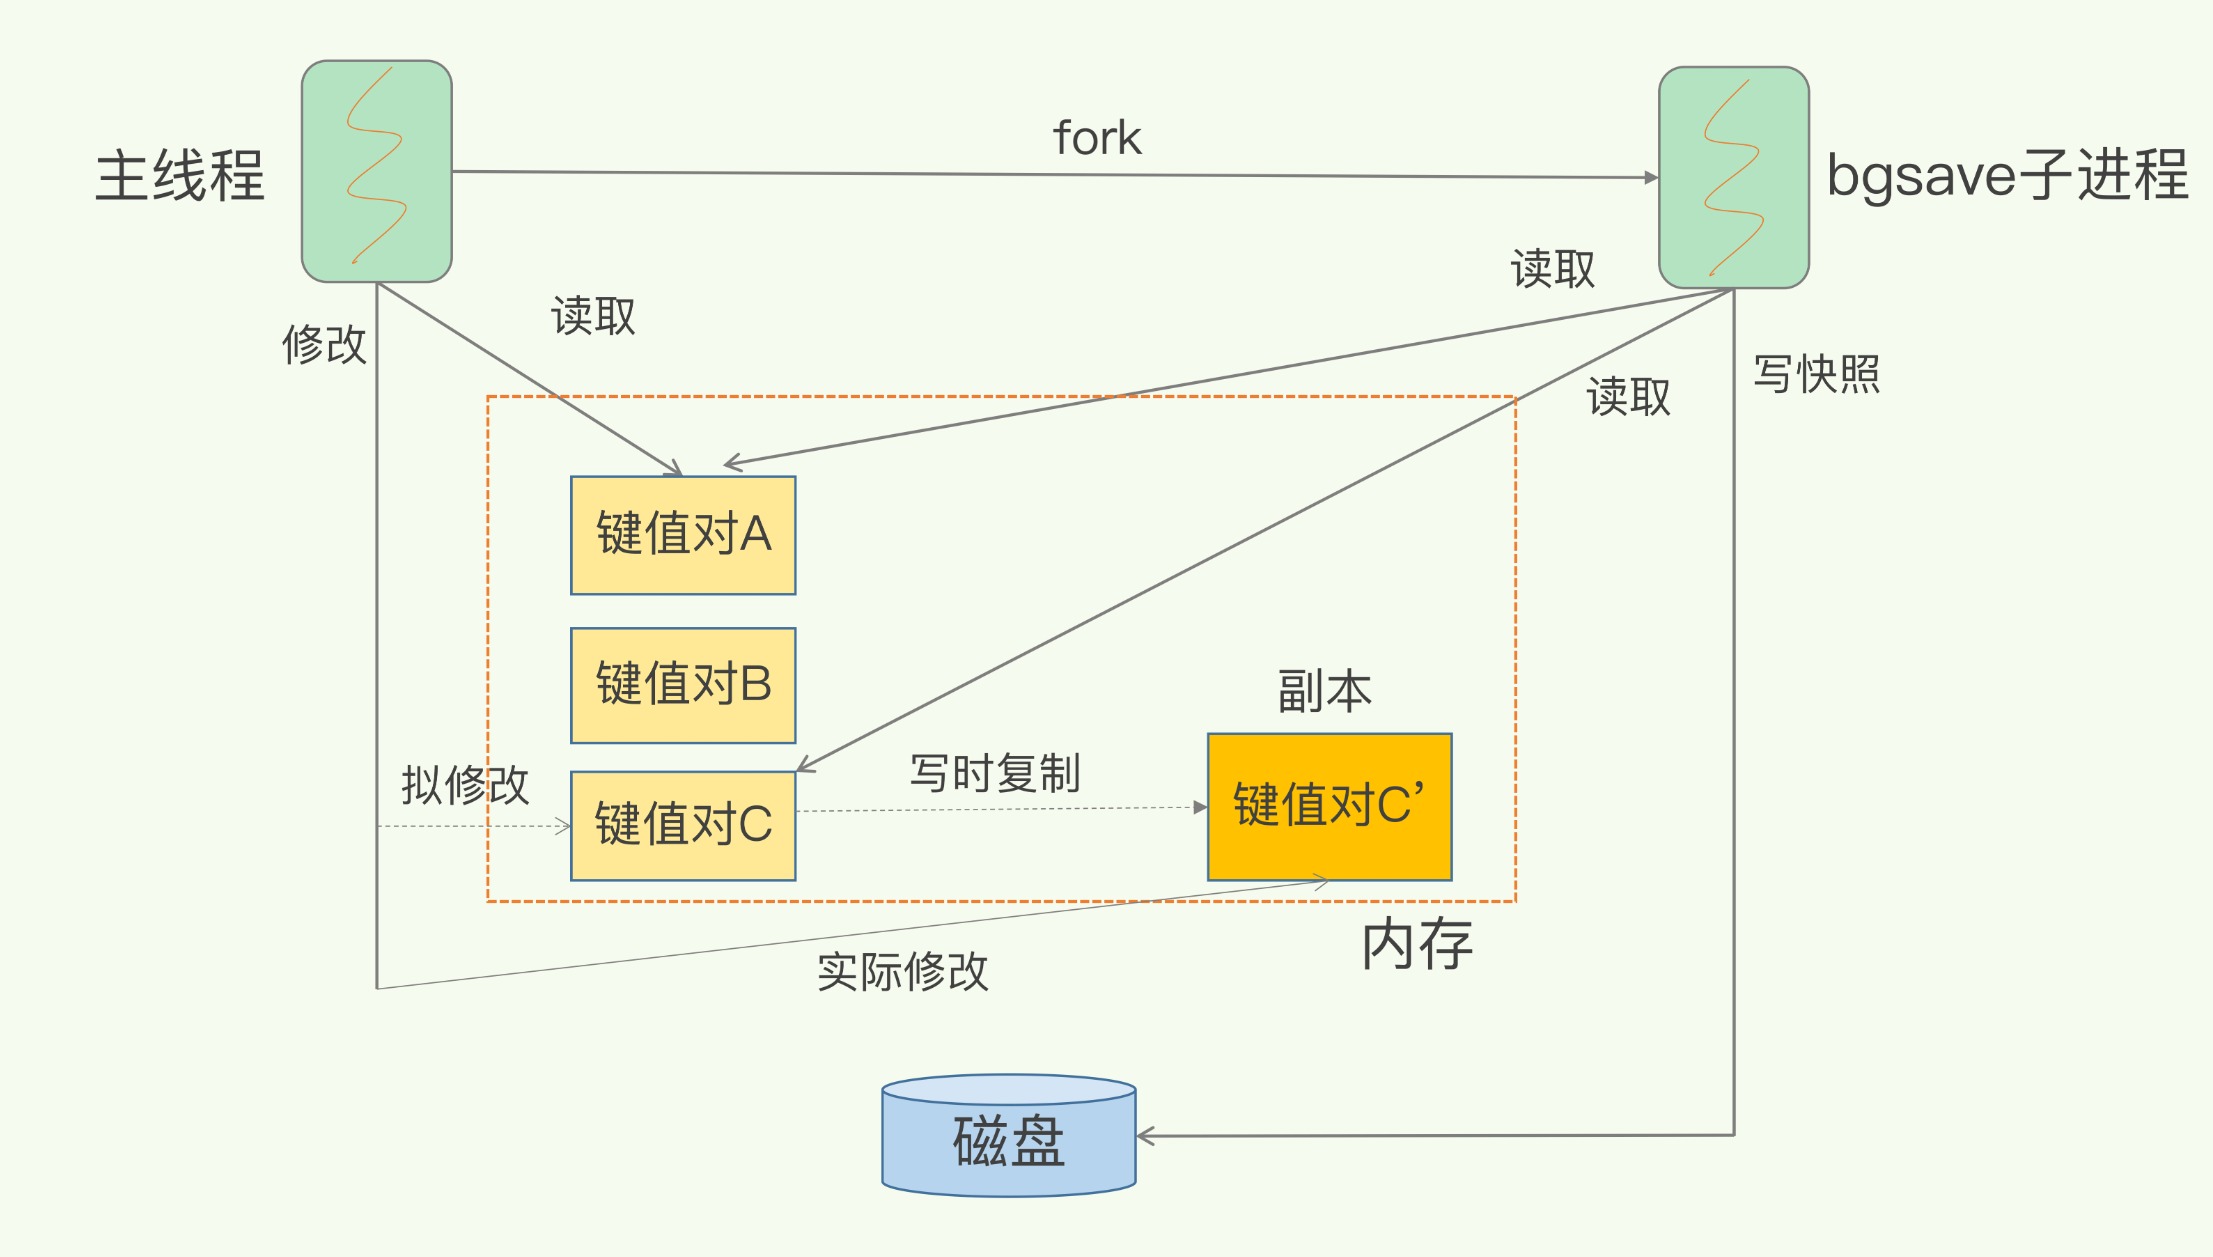 fork
主线程
bgsave子进程
读取
读取
修改
写快照
读取
键值对A
键值对B
副本
拟修改
写时复制
键值对C
键值对C’
内存
实际修改
磁盘